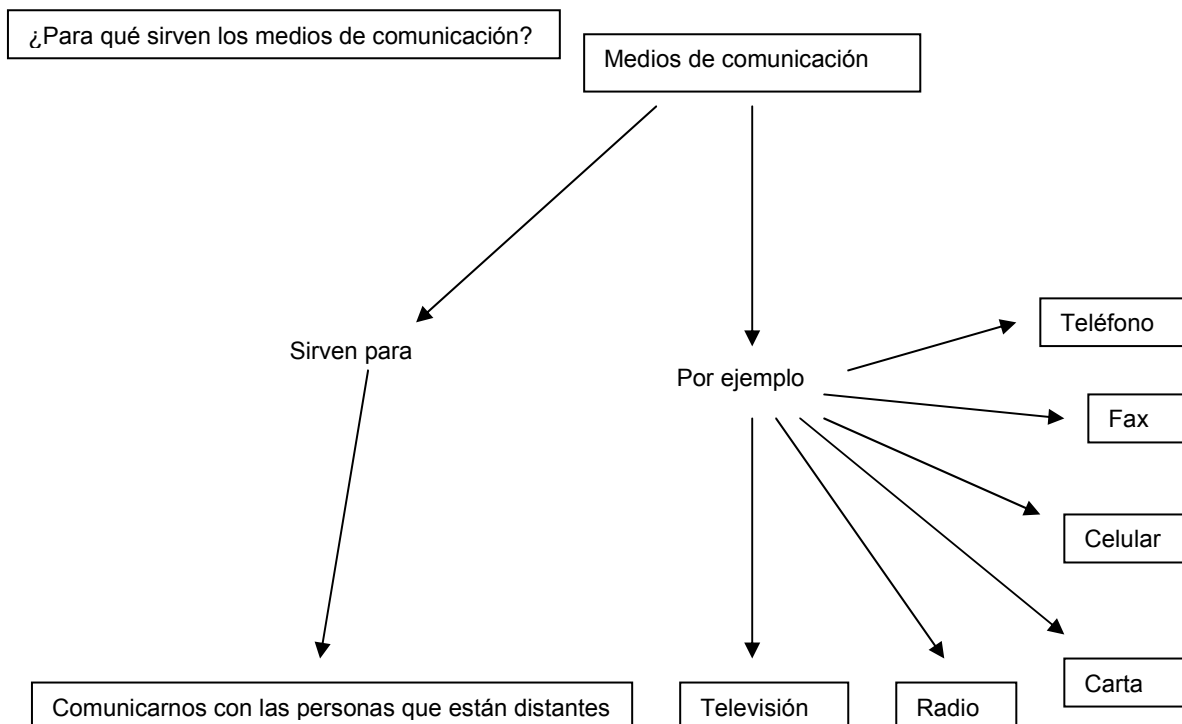 ¿Para qué sirven los medios de comunicación?
Medios de comunicación
Sirven para
Por ejemplo
Teléfono
Fax
Celular
Carta
Comunicarnos con las personas que están distantes
Televisión
Radio